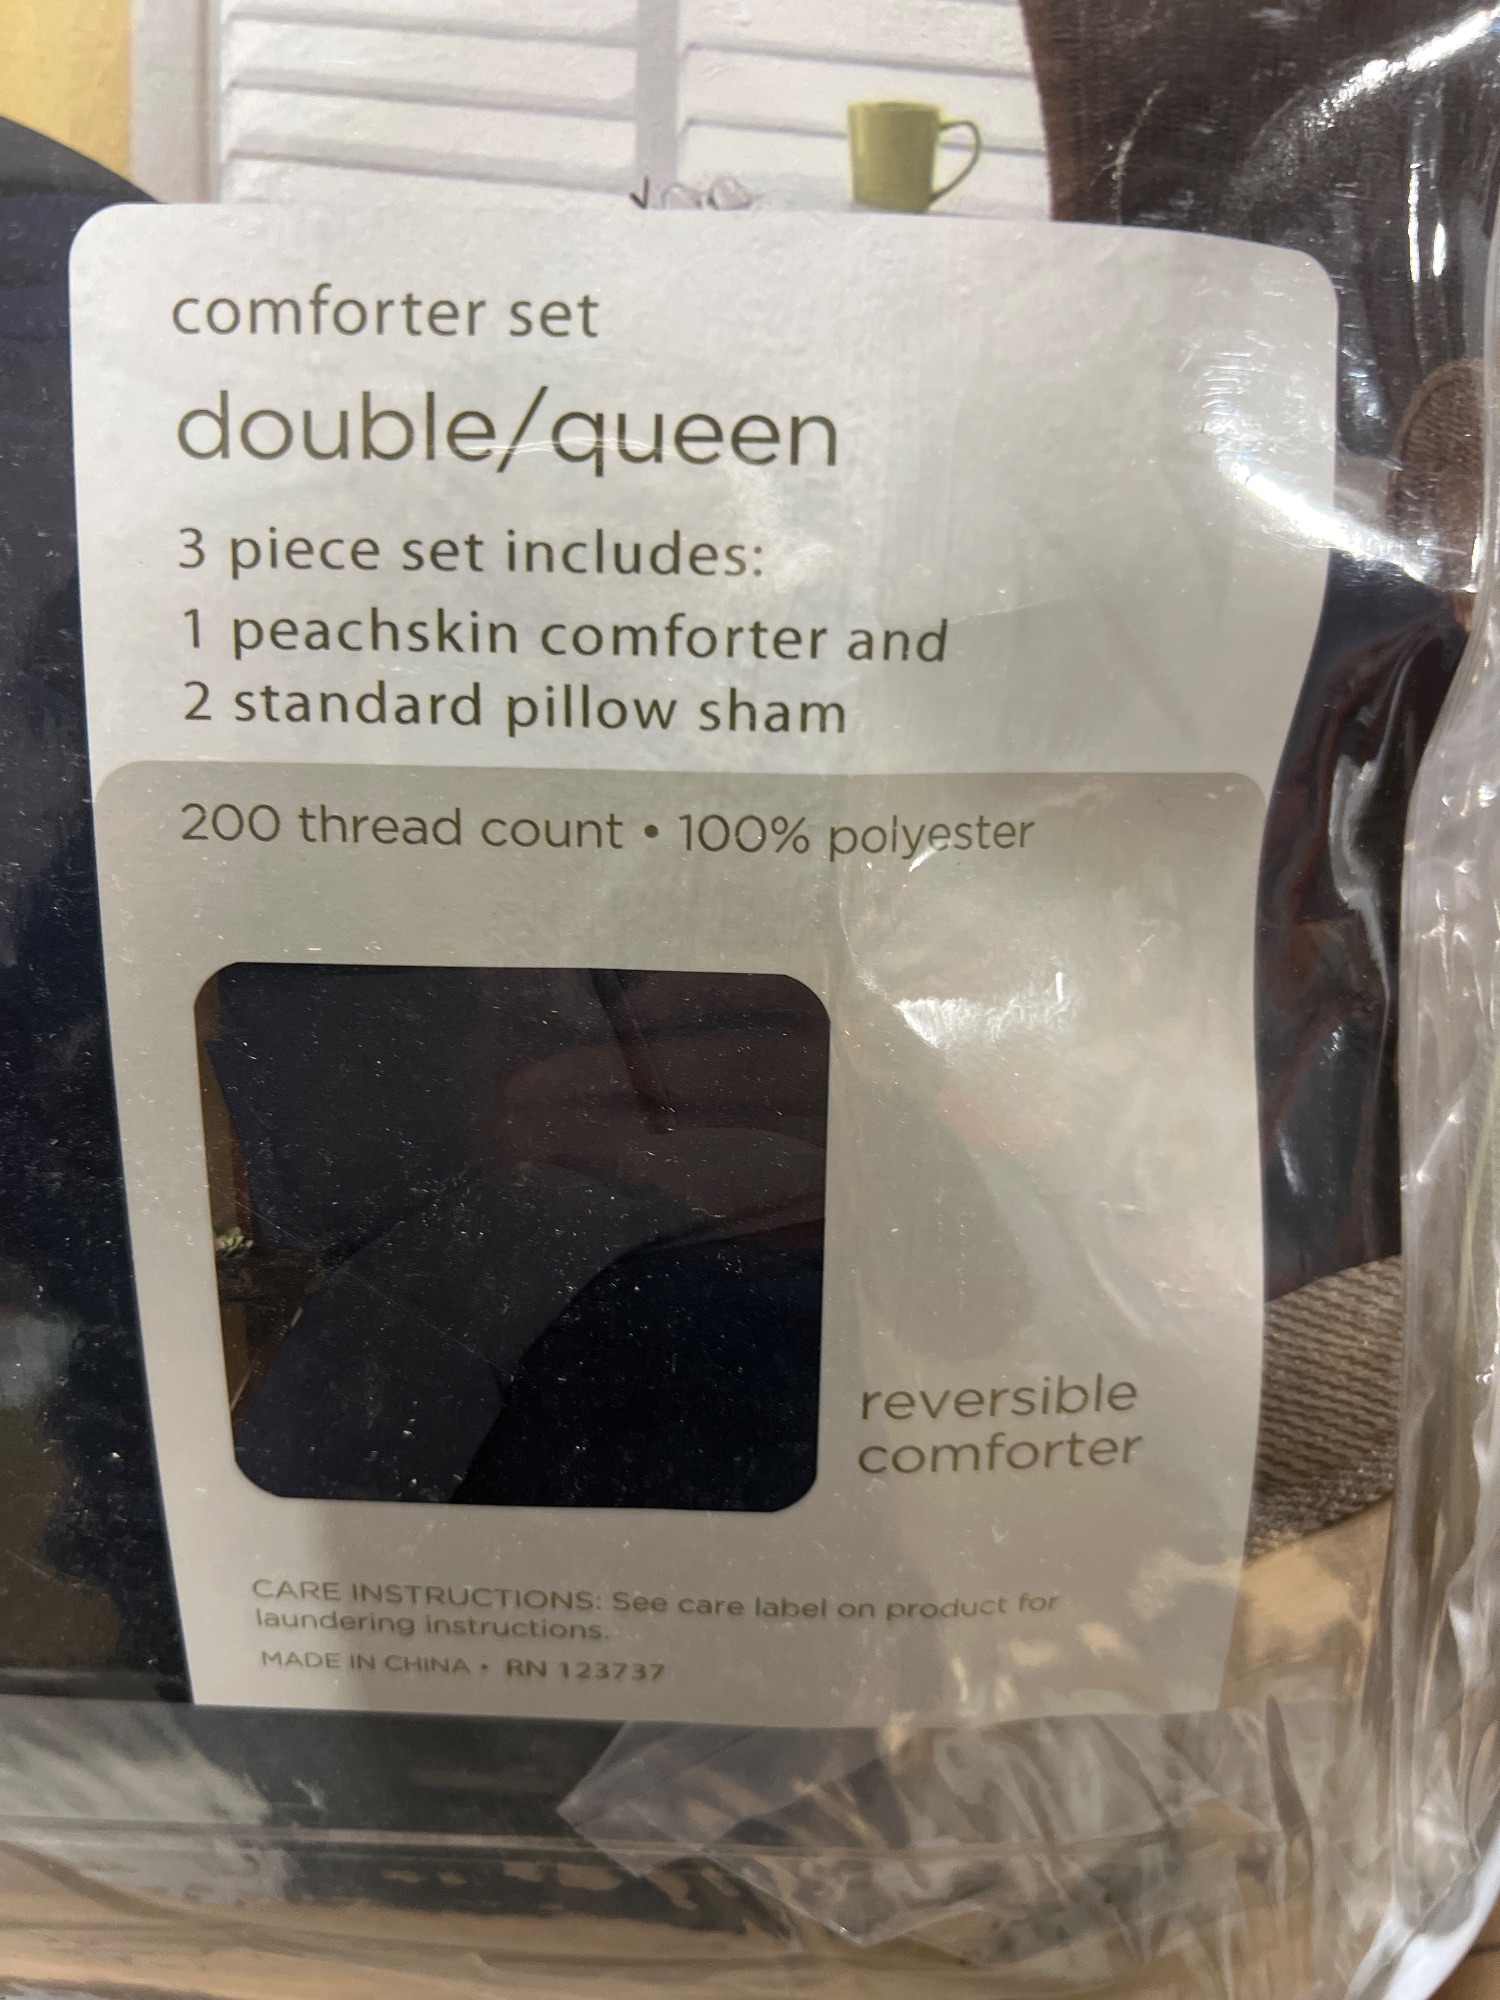 comforter set
double/queen
3 piece set includes:
1 peachskin comforter and
2 standard pillow sham
200 thread count • 100% polyester
reversible
comforter
CARE INSTRUCTIONS: See care label on product for
laundering instructions.
MADE IN CHINA • RN 123737